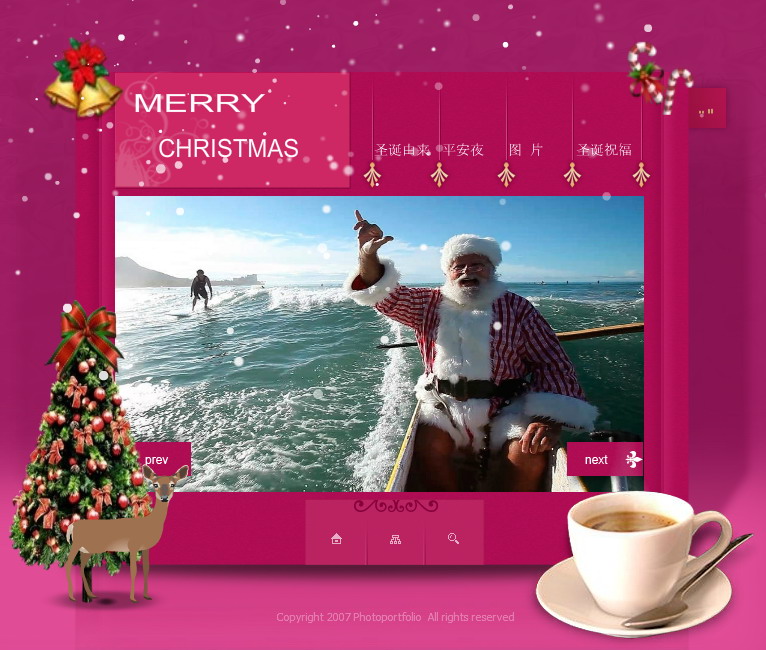 MERRY
CHRISTMAS
圣诞由来 平安夜 图 片 圣诞祝福
prev
next
Copyright 2007 Photoportfolio All rights reserved